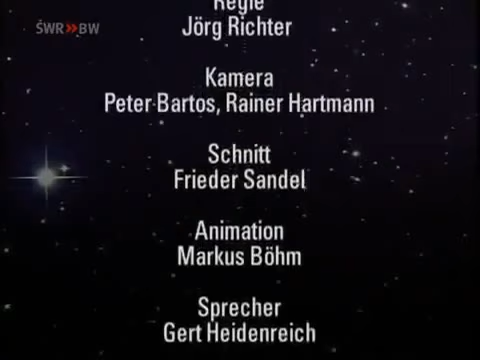 Regie
SWR»BW
Jörg Richter
Kamera
Peter Bartos, Rainer Hartmann
Schnitt
Frieder Sandel
Animation
Markus Böhm
Sprecher
Gert Heidenreich